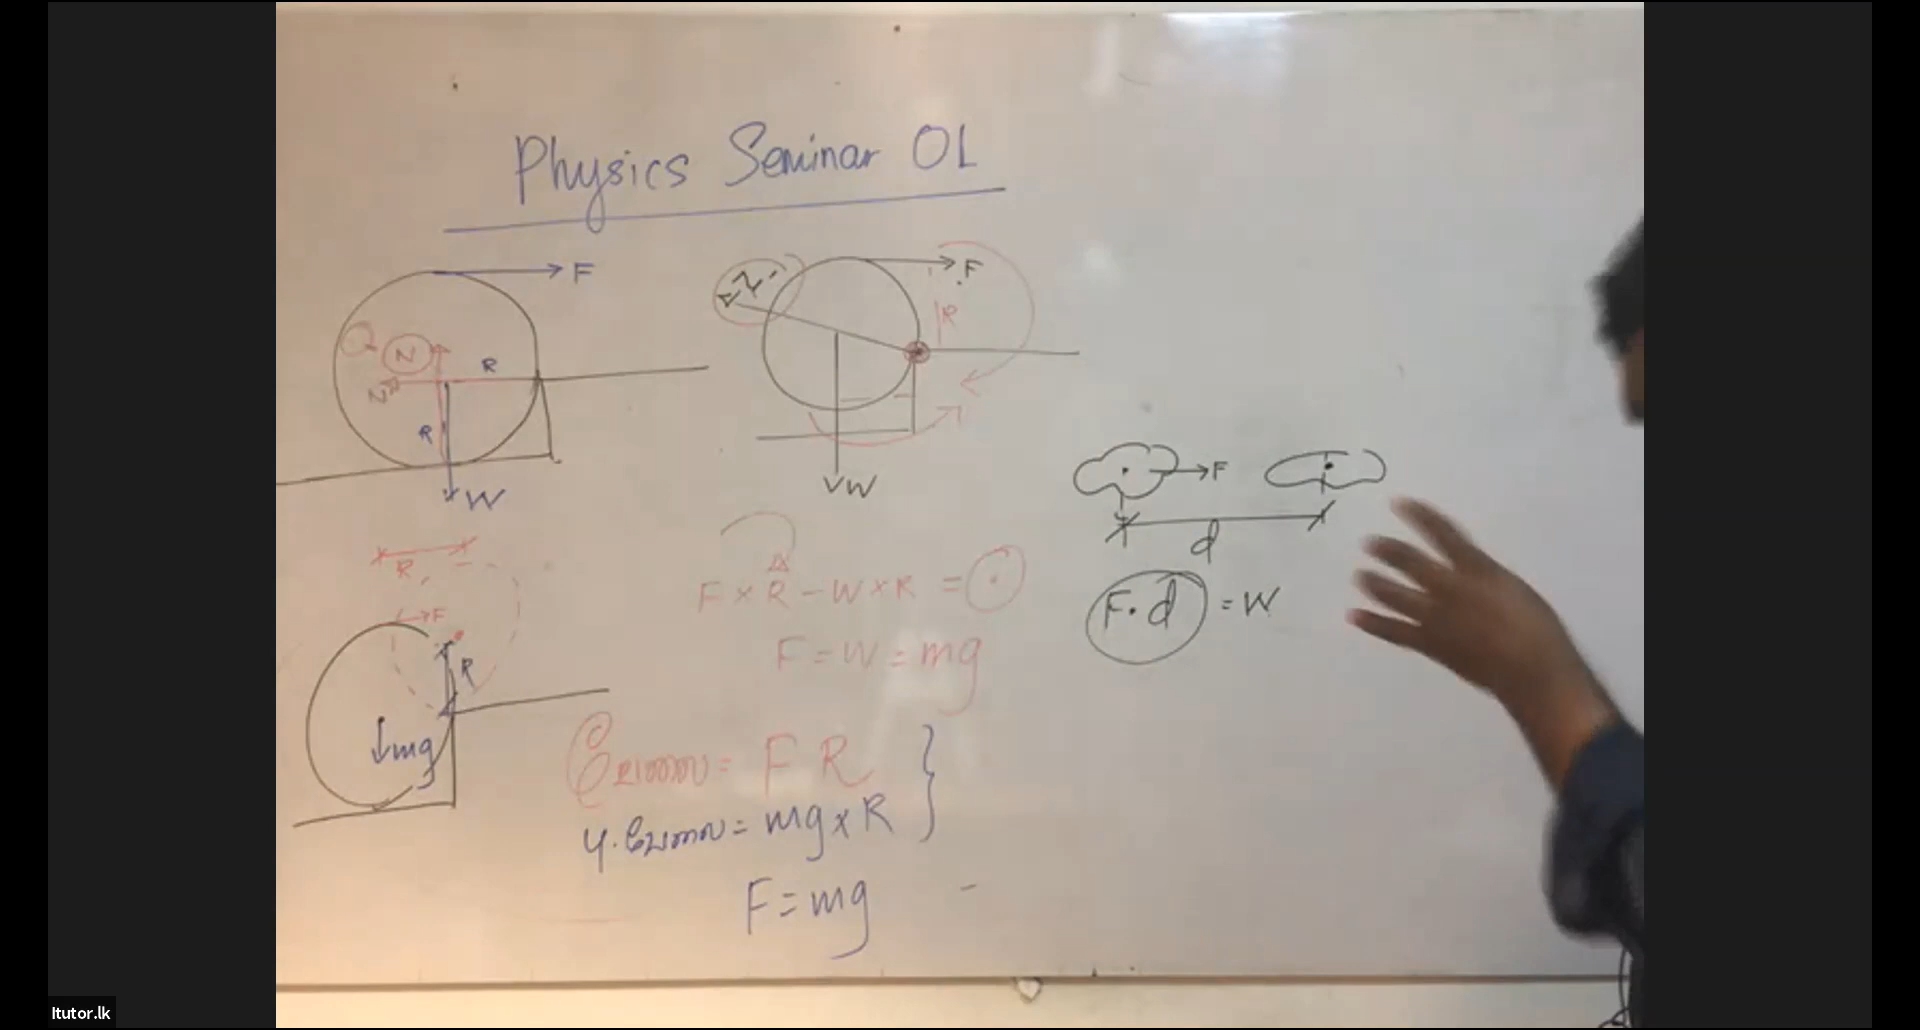 Physics Seminar OL
F
N
N
R
R
W
N
F
R
W
R
F
R
mg
F × R - W × R = 0
F = W = mg
வேலை = F R
பு.வேலை = mg x R
F = mg
F
d
F. d = W
Itutor.lk